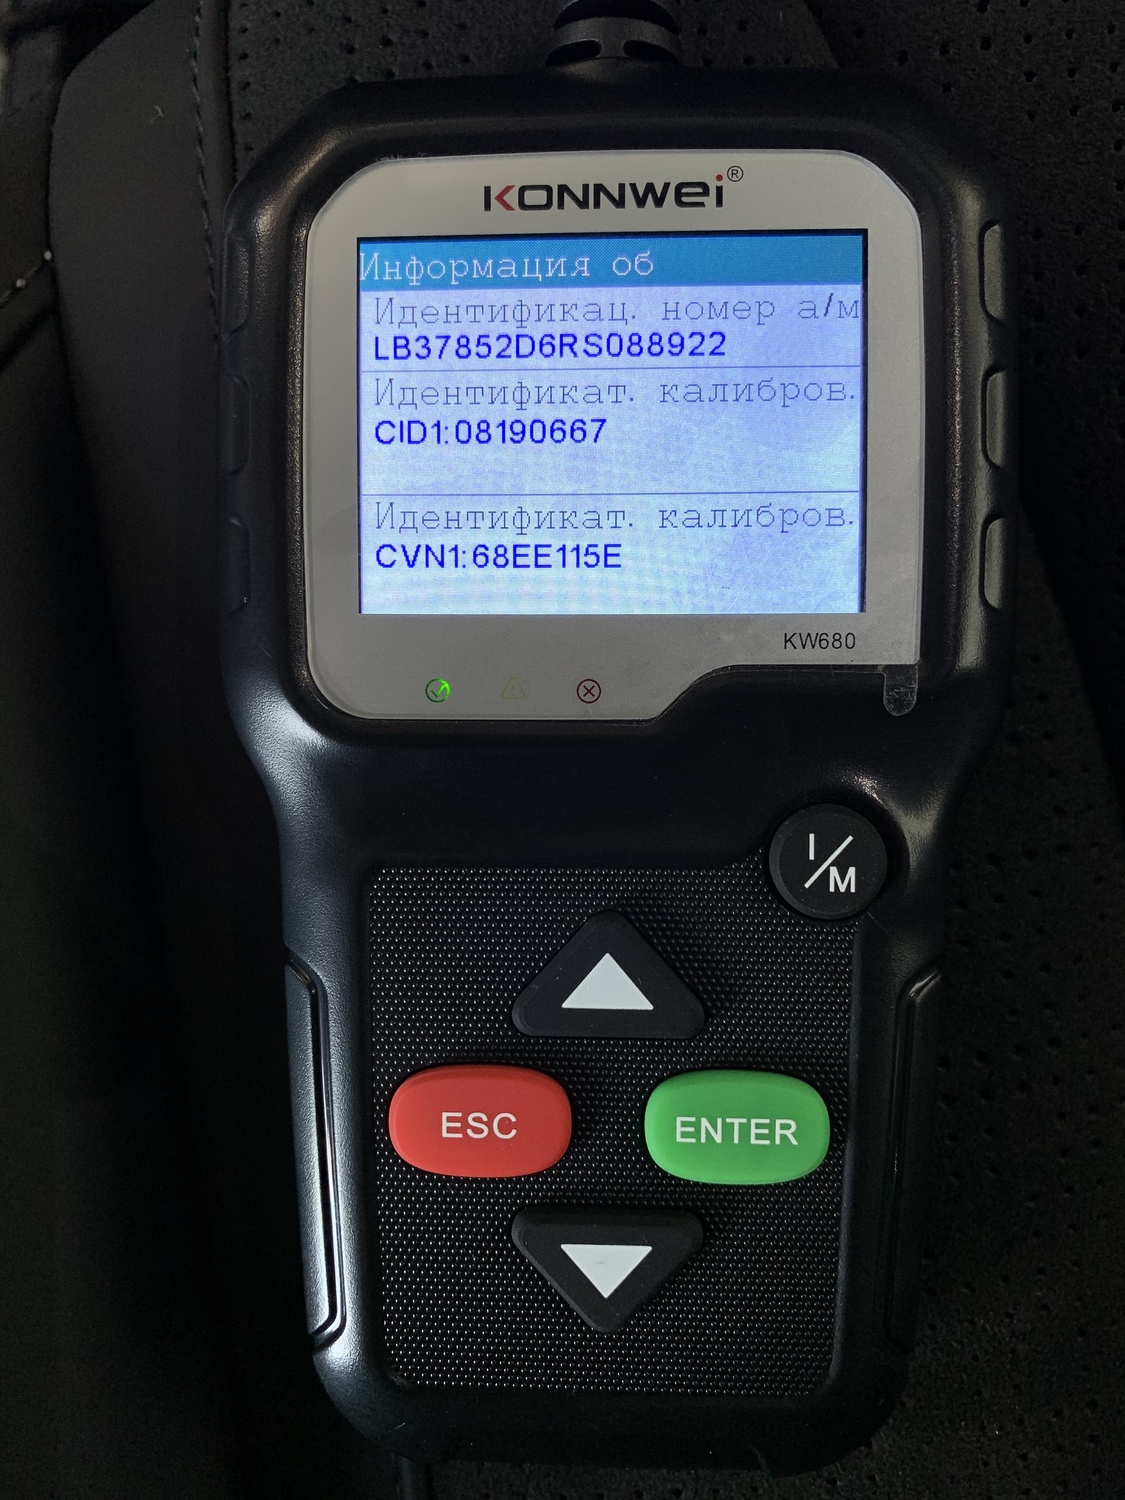 KONNWEI®
Информация об
Идентификац. номер а/м
LB37852D6RS088922
Идентификат. калибров.
CID1:08190667
Идентификат. калибров.
CVN1:68EE115E
KW680
I/M
ESC
ENTER